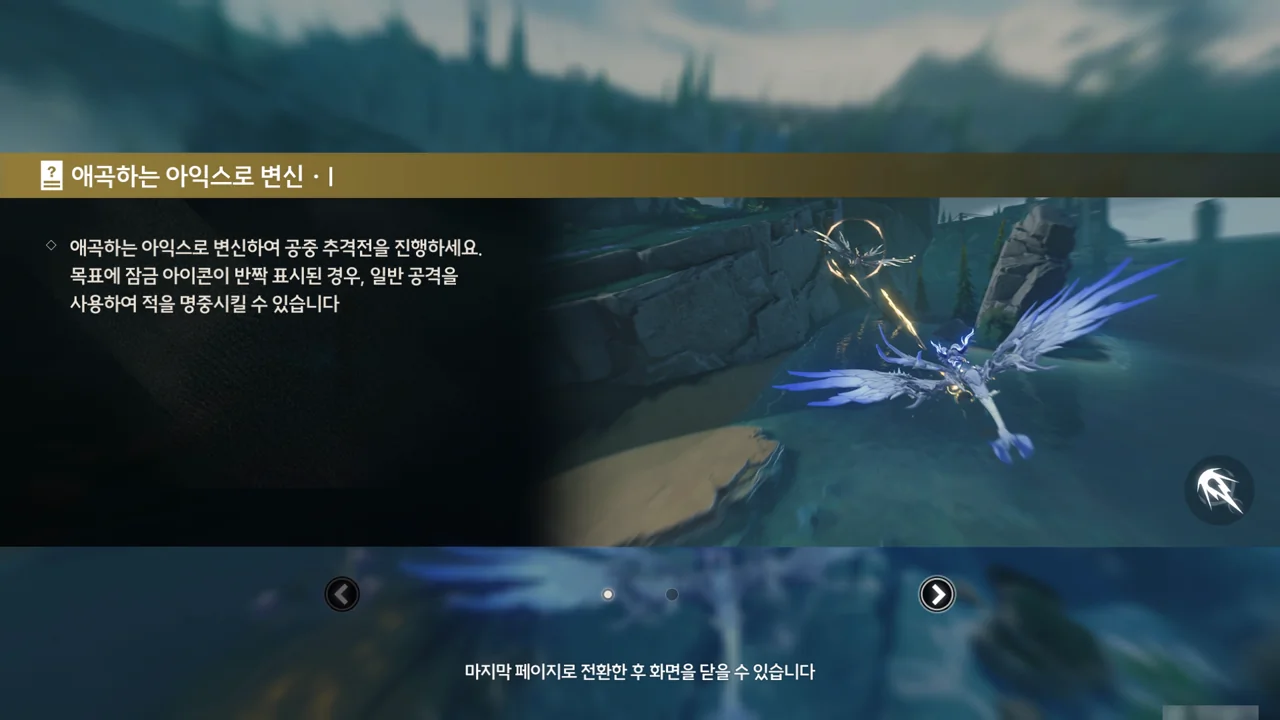 애곡하는 아익스로 변신 · I
애곡하는 아익스로 변신하여 공중 추격전을 진행하세요.
목표에 잠금 아이콘이 반짝 표시된 경우, 일반 공격을
사용하여 적을 명중시킬 수 있습니다
마지막 페이지로 전환한 후 화면을 닫을 수 있습니다